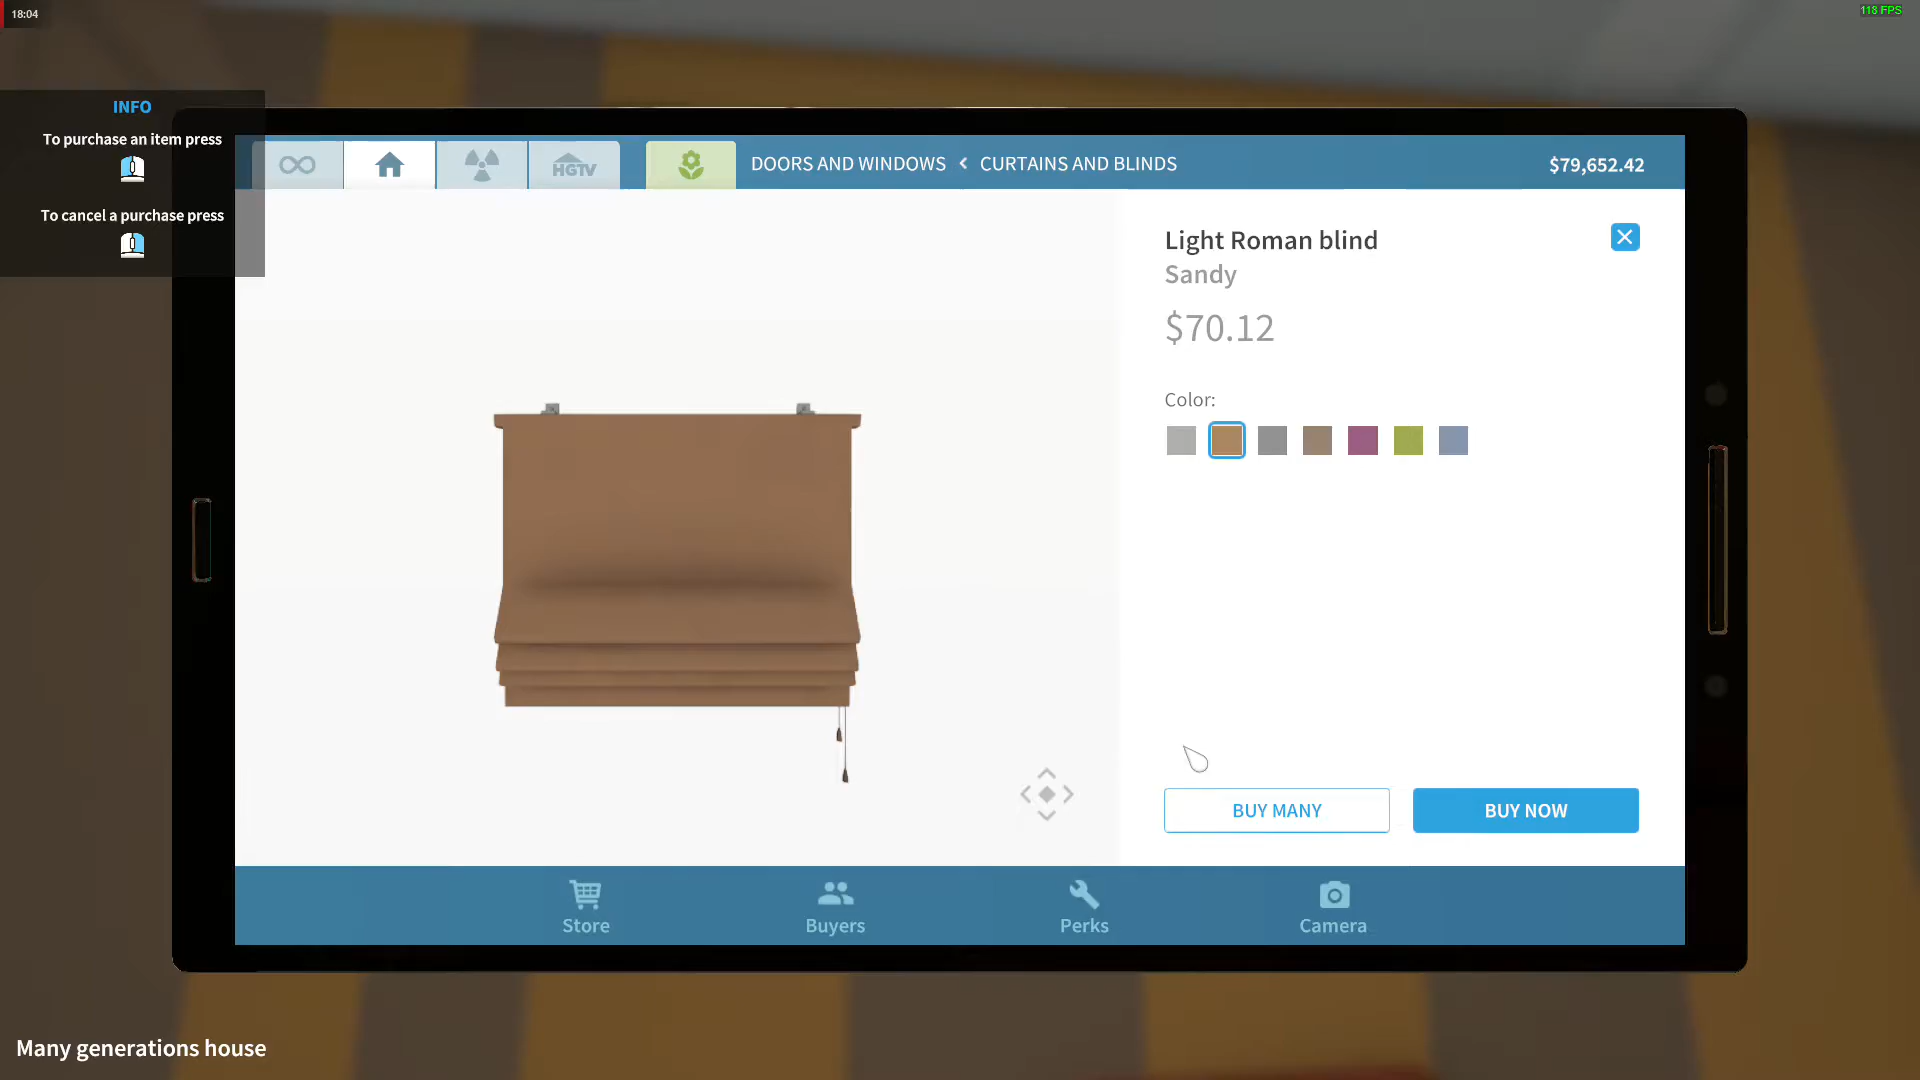 18:04
118 FPS
INFO
To purchase an item press
To cancel a purchase press
HGTV
DOORS AND WINDOWS < CURTAINS AND BLINDS
$79,652.42
Light Roman blind
Sandy
$70.12
Color:
BUY MANY
BUY NOW
Store
Buyers
Perks
Camera
Many generations house